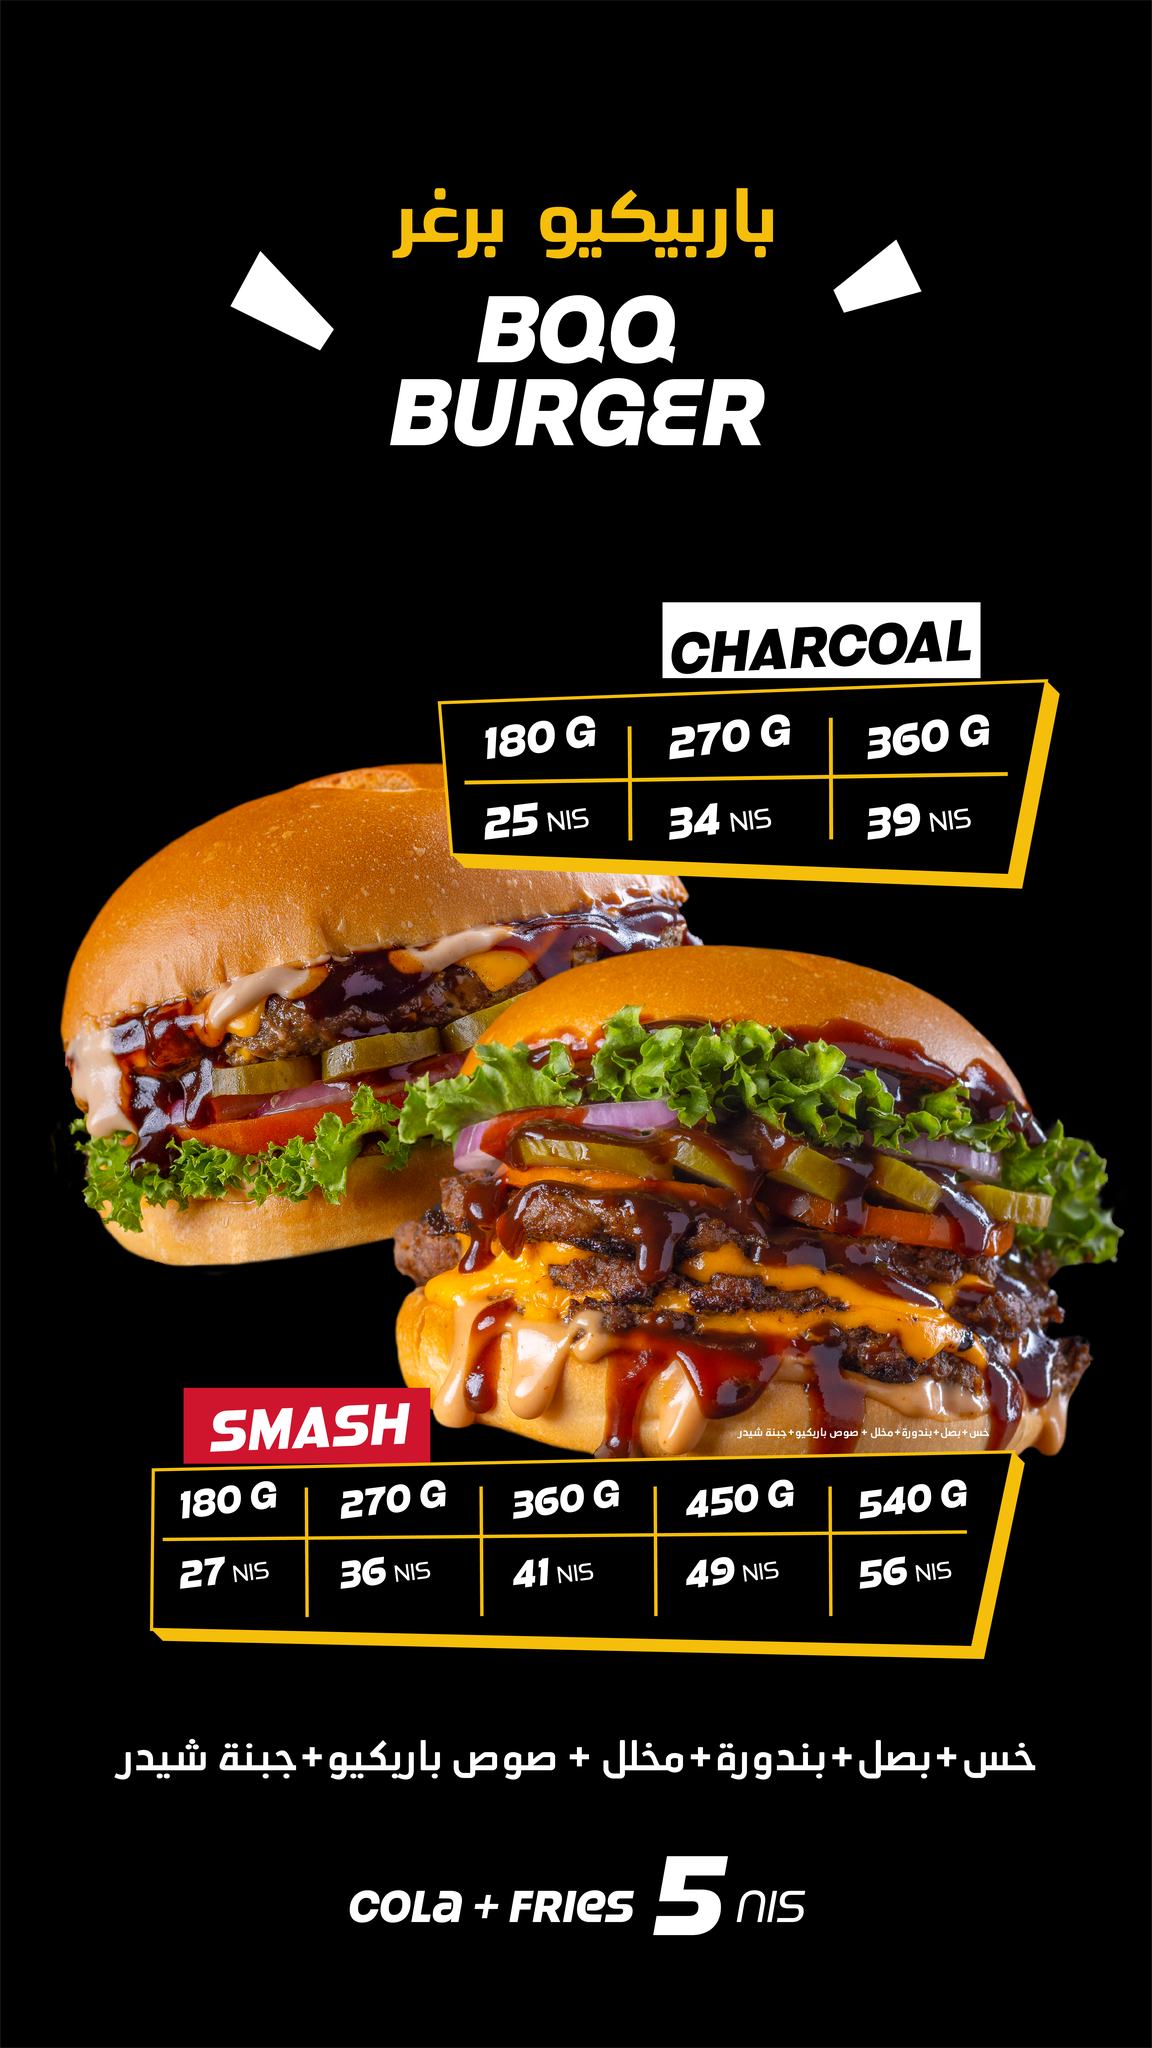 باربيكيو برغر
BQQ
BURGER
CHARCOAL
180 G 270 G 360 G
25 NIS 34 NIS 39 NIS
خس+بصل+بندورة+مخلل + صوص باربكيو+جبنة شيدر
SMASH
180 G 270 G 360 G 450 G 540 G
27 NIS 36 NIS 41 NIS 49 NIS 56 NIS
خس+بصل+بندورة+مخلل + صوص باربكيو+جبنة شيدر
COLa + FRIes 5 NIS